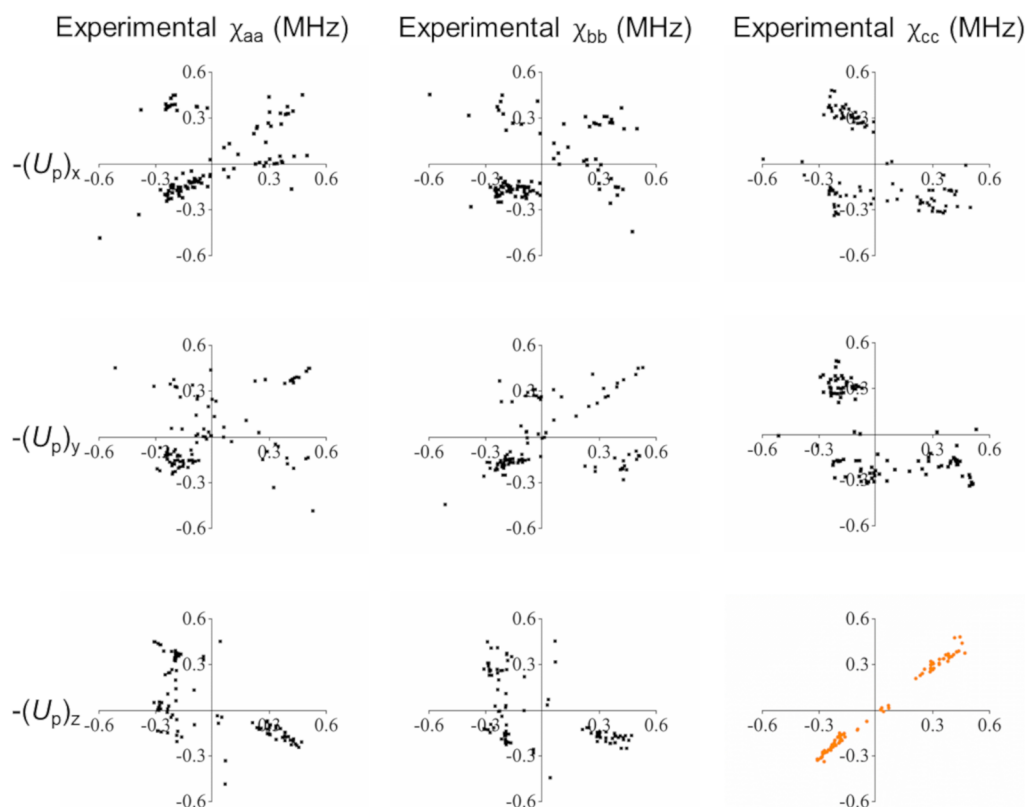 Experimental χaa (MHz) Experimental χbb (MHz) Experimental χcc (MHz)
0.6 0.6 0.6
0.3 0.3 0.3
-(Up)x -0.6 -0.3 0.3 0.6 -0.6 -0.3 0.3 0.6 -0.6 -0.3 0.3 0.6
-0.3 -0.3 -0.3
-0.6 -0.6 -0.6
0.6 0.6 0.6
0.3 0.3 0.3
-(Up)y -0.6 -0.3 0.3 0.6 -0.6 -0.3 0.3 0.6 -0.6 -0.3 0.3 0.6
-0.3 -0.3 -0.3
-0.6 -0.6 -0.6
0.6 0.6 0.6
0.3 0.3 0.3
-(Up)z -0.6 -0.3 0.3 0.6 -0.6 -0.3 0.3 0.6 -0.6 -0.3 0.3 0.6
-0.3 -0.3 -0.3
-0.6 -0.6 -0.6